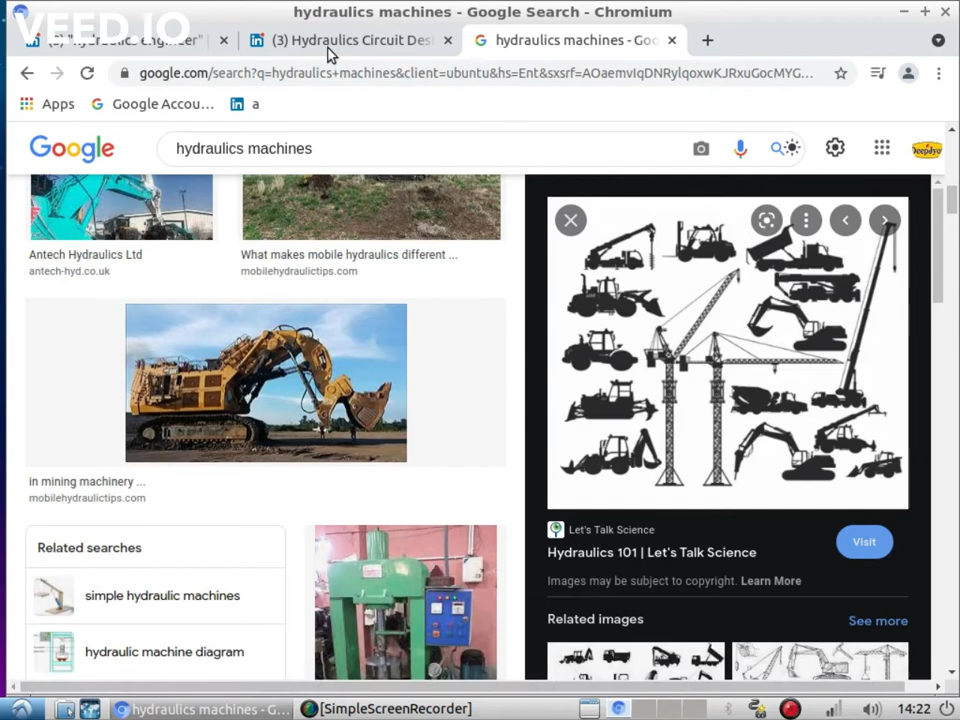 hydraulics machines - Google Search - Chromium
VEED.IO
(3) "hydraulics engineer"
(3) Hydraulics Circuit Des
hydraulics machines - Goo
google.com/search?q=hydraulics+machines&client=ubuntu&hs=Ent&sxsrf=AOaemvIqDNRylqoxwKJRxuGocMYG...
Apps
Google Accou...
a
Google
hydraulics machines
Deepdyo
Antech Hydraulics Ltd
antech-hyd.co.uk
What makes mobile hydraulics different ...
mobilehydraulictips.com
in mining machinery ...
mobilehydraulictips.com
Let's Talk Science
Hydraulics 101 | Let's Talk Science
Visit
Images may be subject to copyright. Learn More
Related searches
simple hydraulic machines
hydraulic machine diagram
Related images
See more
hydraulics machines - G...
[SimpleScreenRecorder]
14:22